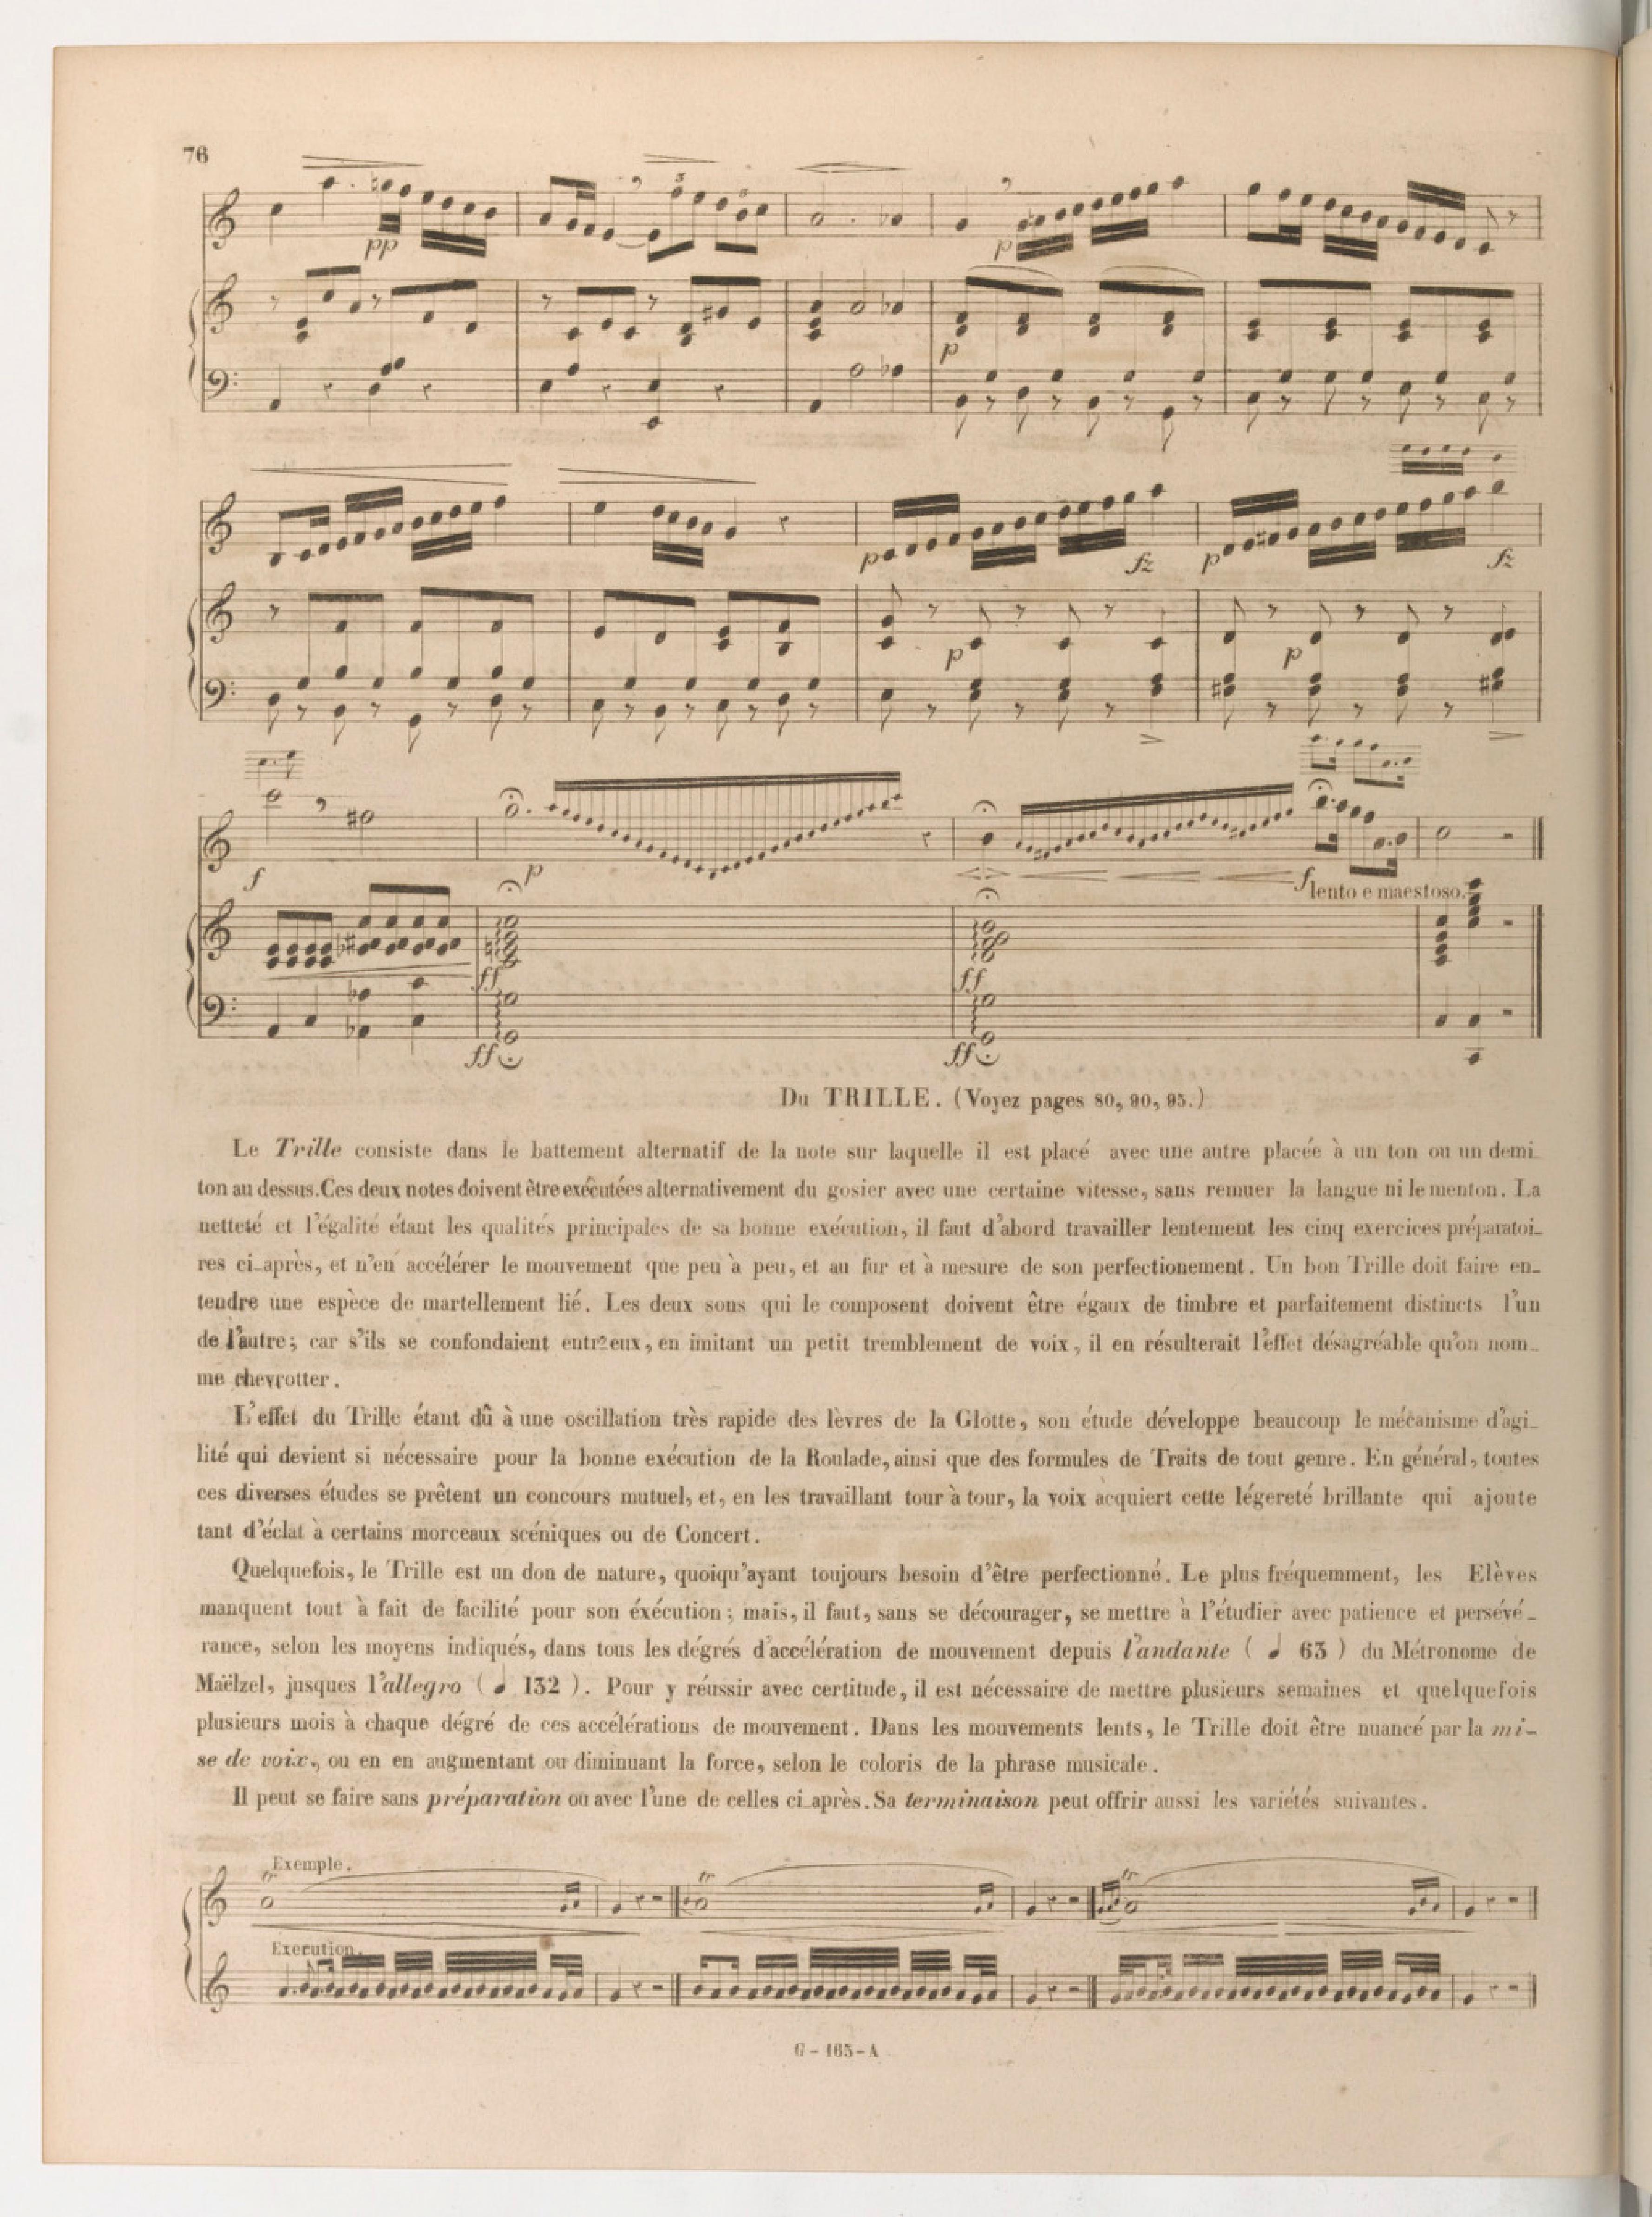 76
pp
p
p
p
fz
p
fz
p
p
f
p
f
lento e maestoso.
ff
ff
ff
ff
Du TRILLE. (Voyez pages 80, 90, 95.)
Le Trille consiste dans le battement alternatif de la note sur laquelle il est placé avec une autre placée à un ton ou un demi-
ton au dessus. Ces deux notes doivent être exécutées alternativement du gosier avec une certaine vitesse, sans remuer la langue ni le menton. La
netteté et l'égalité étant les qualités principales de sa bonne exécution, il faut d'abord travailler lentement les cinq exercices préparatoi-
res ci-après, et n'en accélérer le mouvement que peu à peu, et au fur et à mesure de son perfectionement. Un bon Trille doit faire en-
tendre une espèce de martellement lié. Les deux sons qui le composent doivent être égaux de timbre et parfaitement distincts l'un
de l'autre; car s'ils se confondaient entr'eux, en imitant un petit tremblement de voix, il en résulterait l'effet désagréable qu'on nom-
me chevrotter.
L'effet du Trille étant dû à une oscillation très rapide des lèvres de la Glotte, son étude développe beaucoup le mécanisme d'agi-
lité qui devient si nécessaire pour la bonne exécution de la Roulade, ainsi que des formules de Traits de tout genre. En général, toutes
ces diverses études se prêtent un concours mutuel, et, en les travaillant tour à tour, la voix acquiert cette légereté brillante qui ajoute
tant d'éclat à certains morceaux scéniques ou de Concert.
Quelquefois, le Trille est un don de nature, quoiqu'ayant toujours besoin d'être perfectionné. Le plus fréquemment, les Elèves
manquent tout à fait de facilité pour son éxécution; mais, il faut, sans se décourager, se mettre à l'étudier avec patience et persévé-
rance, selon les moyens indiqués, dans tous les dégrés d'accélération de mouvement depuis l'andante (♩ 63) du Métronome de
Maëlzel, jusques l'allegro (♩ 132). Pour y réussir avec certitude, il est nécessaire de mettre plusieurs semaines et quelquefois
plusieurs mois à chaque dégré de ces accélérations de mouvement. Dans les mouvements lents, le Trille doit être nuancé par la mi-
se de voix, ou en en augmentant ou diminuant la force, selon le coloris de la phrase musicale.
Il peut se faire sans préparation ou avec l'une de celles ci-après. Sa terminaison peut offrir aussi les variétés suivantes.
Exemple.
tr
tr
tr
Execution.
G-165-A